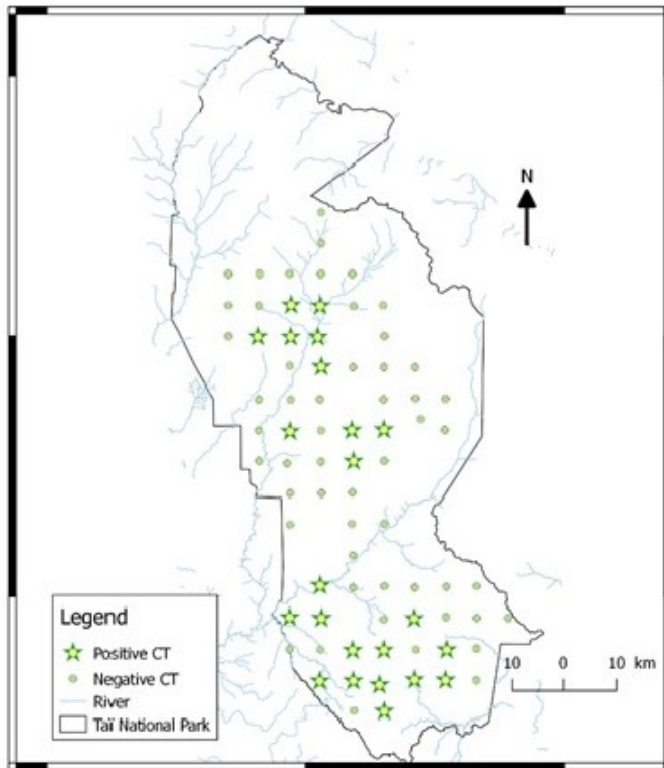 N
Legend
Positive CT
Negative CT
River
Taï National Park
10 0 10 km